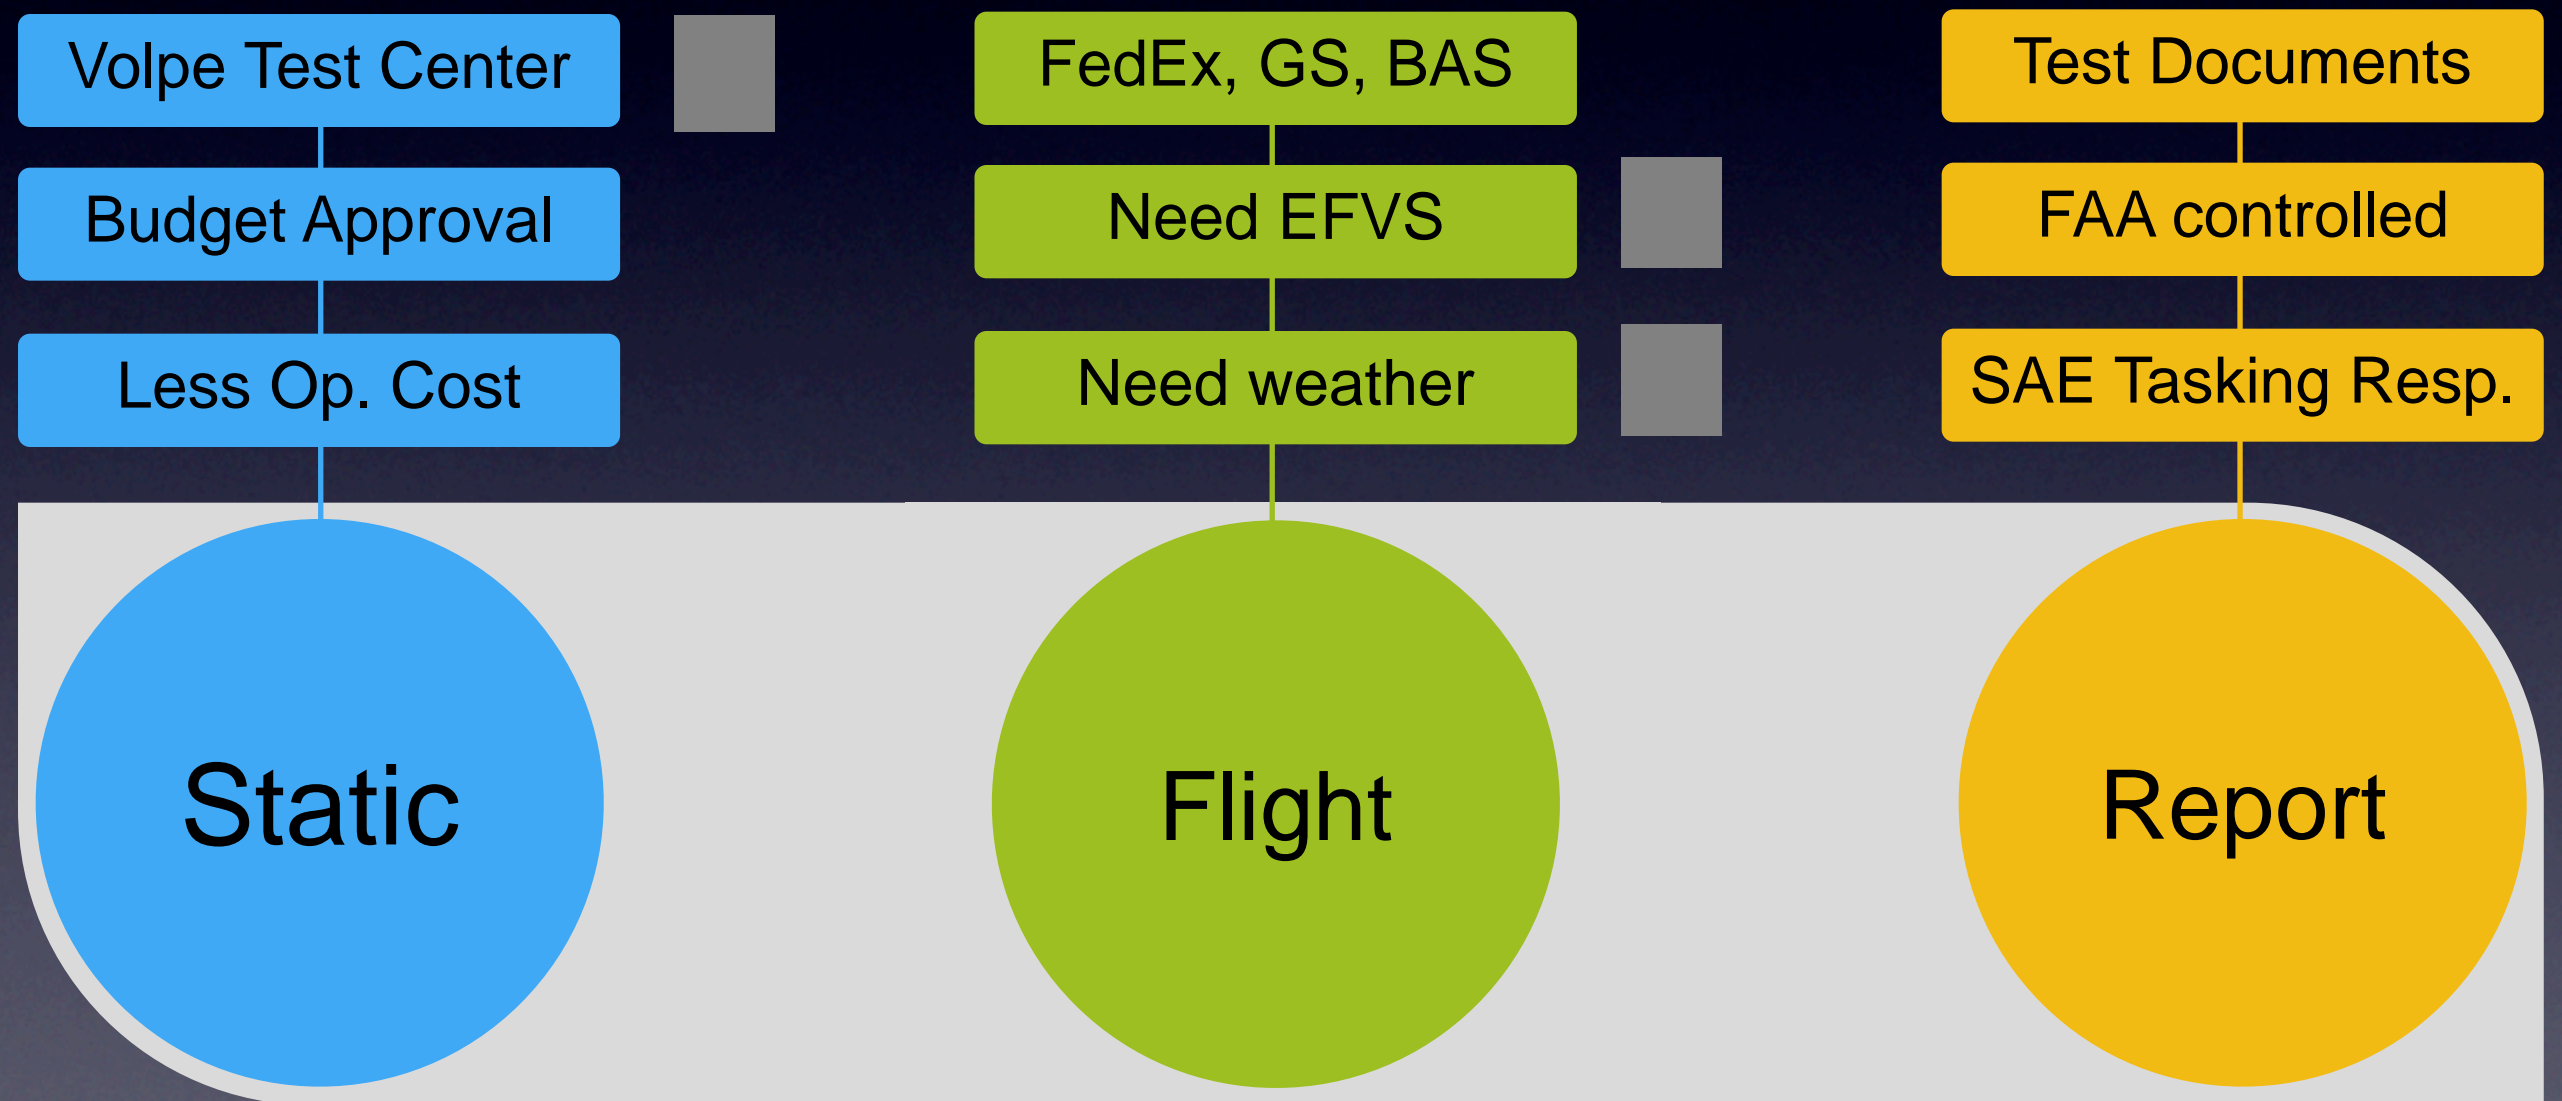 Volpe Test Center
Budget Approval
Less Op. Cost
Static
FedEx, GS, BAS
Need EFVS
Need weather
Flight
Test Documents
FAA controlled
SAE Tasking Resp.
Report